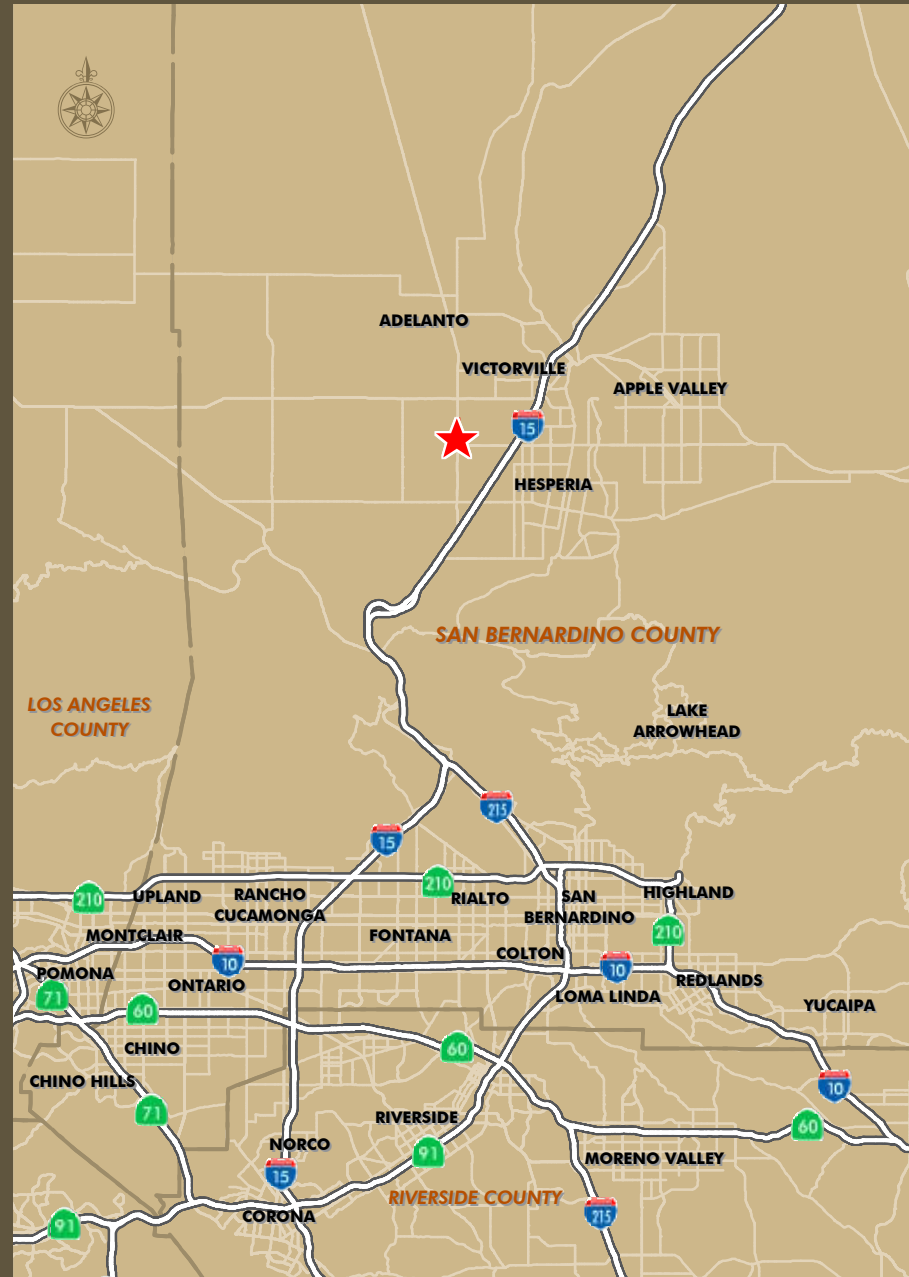 ADELANTO
VICTORVILLE
APPLE VALLEY
15
HESPERIA
SAN BERNARDINO COUNTY
LOS ANGELES
COUNTY
LAKE
ARROWHEAD
215
15
210
UPLAND
RANCHO
CUCAMONGA
210
RIALTO
SAN
BERNARDINO
HIGHLAND
MONTCLAIR
FONTANA
210
COLTON
10
10
POMONA
ONTARIO
REDLANDS
71
60
LOMA LINDA
YUCAIPA
CHINO
60
CHINO HILLS
10
71
RIVERSIDE
60
NORCO
91
MORENO VALLEY
15
RIVERSIDE COUNTY
CORONA
215
91